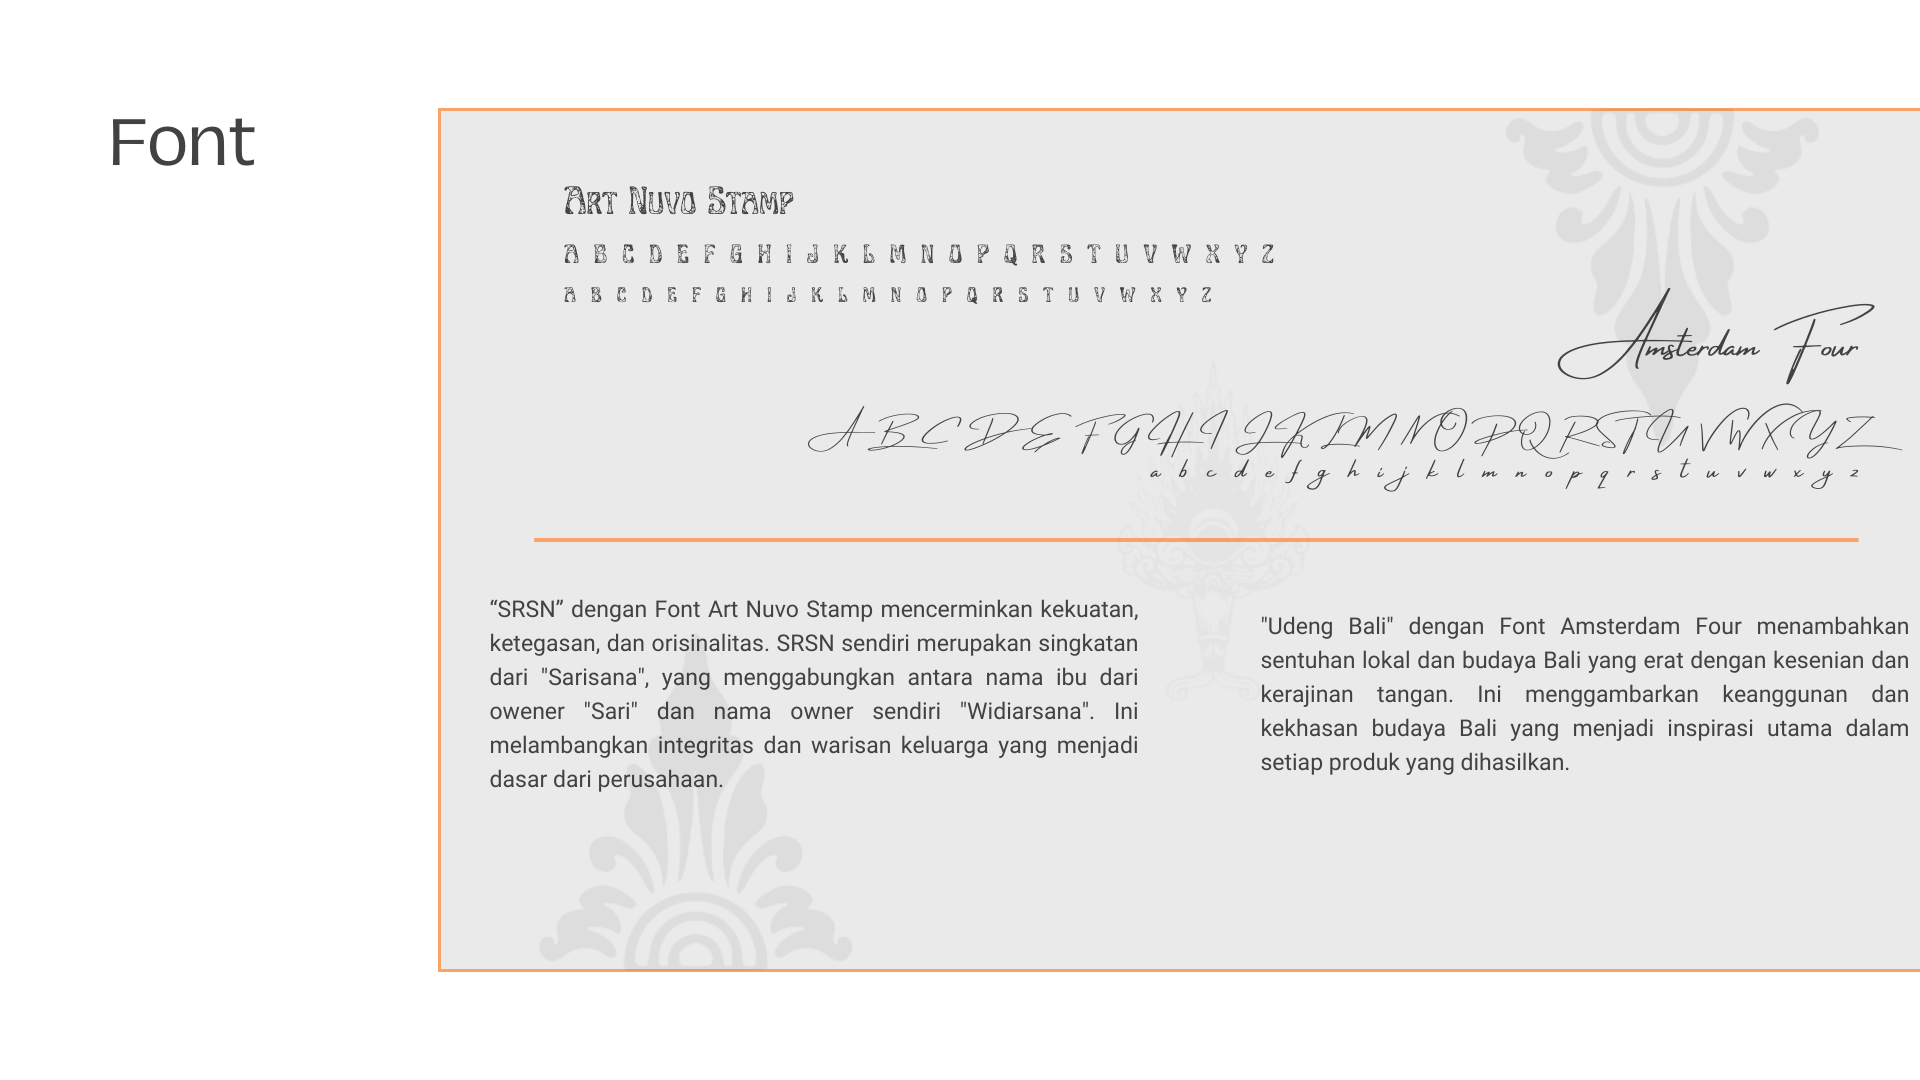 Font
Art Nuvo Stamp
A B C D E F G H I J K L M N O P Q R S T U V W X Y Z
A B C D E F G H I J K L M N O P Q R S T U V W X Y Z
Amsterdam Four
A B C D E F G H I J K L M N O P Q R S T U V W X Y Z
a b c d e f g h i j k l m n o p q r s t u v w x y z
“SRSN” dengan Font Art Nuvo Stamp mencerminkan kekuatan,
ketegasan, dan orisinalitas. SRSN sendiri merupakan singkatan
dari "Sarisana", yang menggabungkan antara nama ibu dari
owener "Sari" dan nama owner sendiri "Widiarsana". Ini
melambangkan integritas dan warisan keluarga yang menjadi
dasar dari perusahaan.
"Udeng Bali" dengan Font Amsterdam Four menambahkan
sentuhan lokal dan budaya Bali yang erat dengan kesenian dan
kerajinan tangan. Ini menggambarkan keanggunan dan
kekhasan budaya Bali yang menjadi inspirasi utama dalam
setiap produk yang dihasilkan.